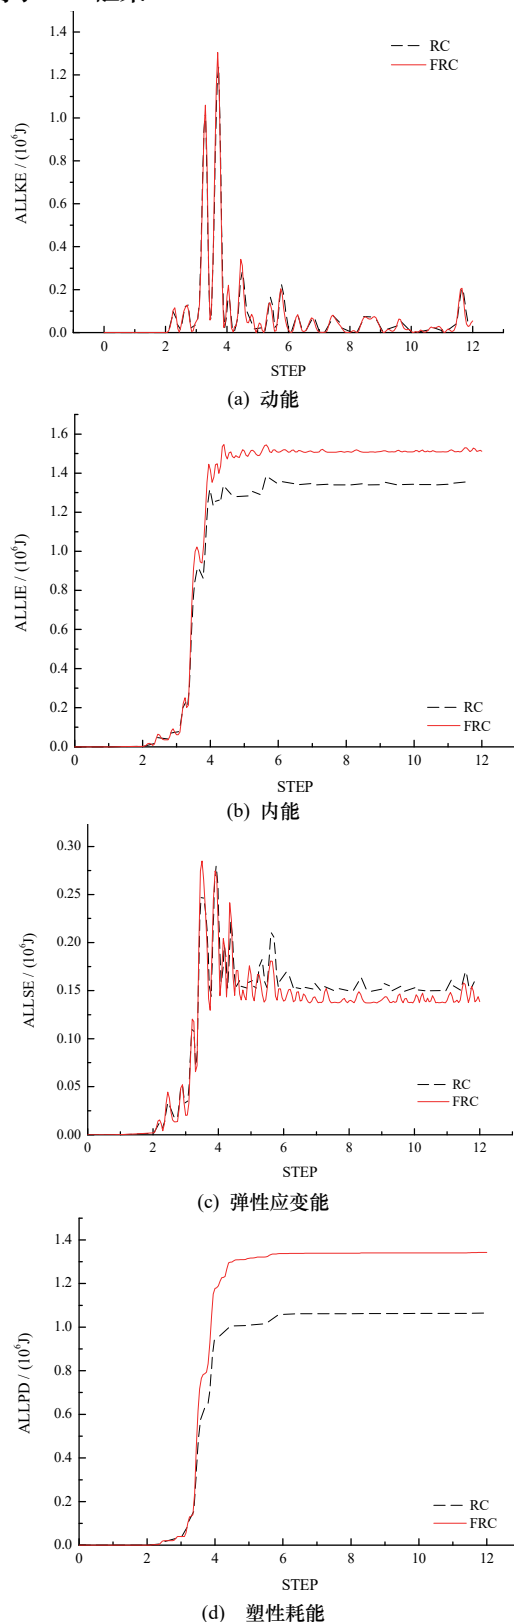 1.4
1.2
1.0
0.8
0.6
0.4
0.2
0.0
ALLKE / (10⁶J)
RC
FRC
0 2 4 6 8 10 12
STEP
(a) 动能
1.6
1.4
1.2
1.0
0.8
0.6
0.4
0.2
0.0
ALLIE / (10⁶J)
RC
FRC
0 2 4 6 8 10 12
STEP
(b) 内能
0.30
0.25
0.20
0.15
0.10
0.05
0.00
ALLSE / (10⁶J)
RC
FRC
0 2 4 6 8 10 12
STEP
(c) 弹性应变能
1.4
1.2
1.0
0.8
0.6
0.4
0.2
0.0
ALLPD / (10⁶J)
RC
FRC
0 2 4 6 8 10 12
STEP
(d) 塑性耗能